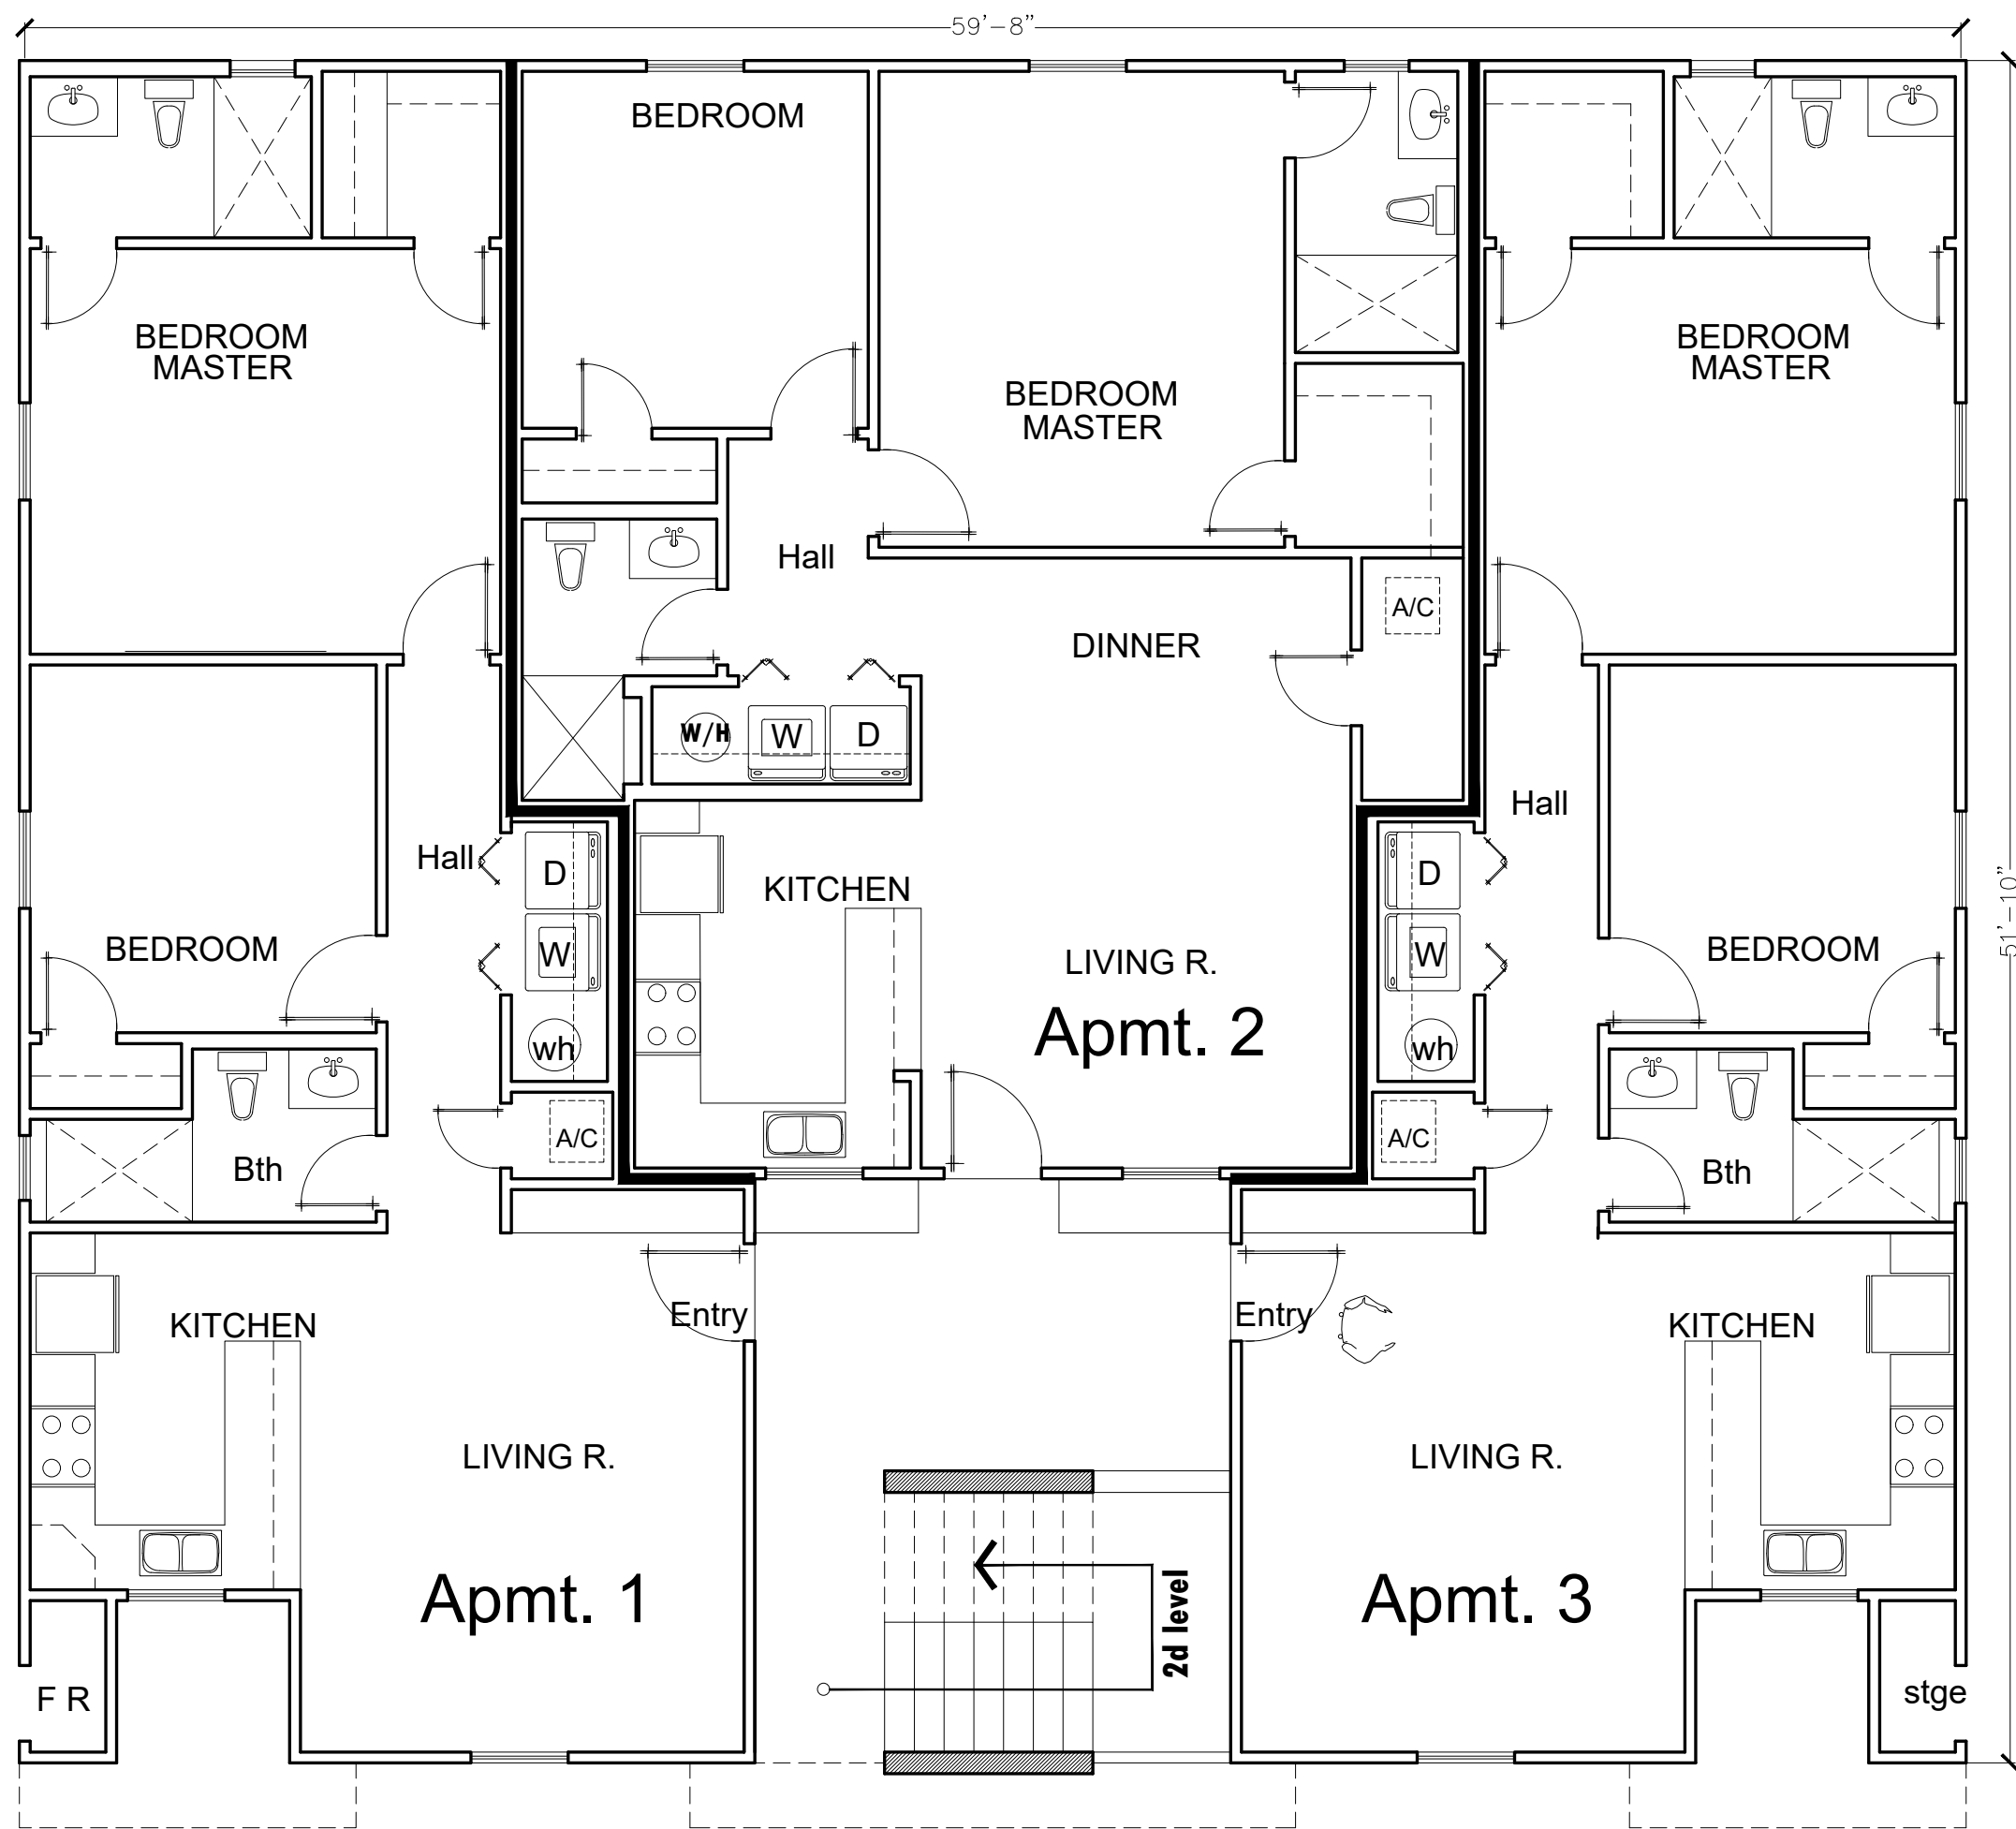 59'-8"
BEDROOM
BEDROOM
MASTER
BEDROOM
MASTER
BEDROOM
MASTER
Hall
A/C
DINNER
W/H
W
D
Hall
Hall
D
D
KITCHEN
51'-10"
BEDROOM
W
LIVING R.
W
BEDROOM
Apmt. 2
wh
wh
A/C
A/C
Bth
Bth
Entry
Entry
KITCHEN
KITCHEN
LIVING R.
LIVING R.
Apmt. 1
2d level
Apmt. 3
F R
stge